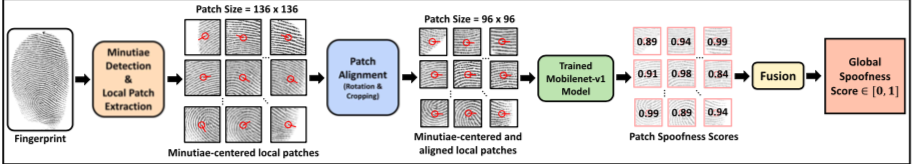 Patch Size = 136 x 136
Patch Size = 96 x 96
Fingerprint
Minutiae
Detection
&
Local Patch
Extraction
Minutiae-centered local patches
Patch
Alignment
(Rotation &
Cropping)
Minutiae-centered and
aligned local patches
Trained
Mobilenet-v1
Model
0.89 0.94 0.99
0.91 0.98 0.84
0.99 0.89 0.94
Patch Spoofness Scores
Fusion
Global
Spoofness
Score ∈ [0, 1]